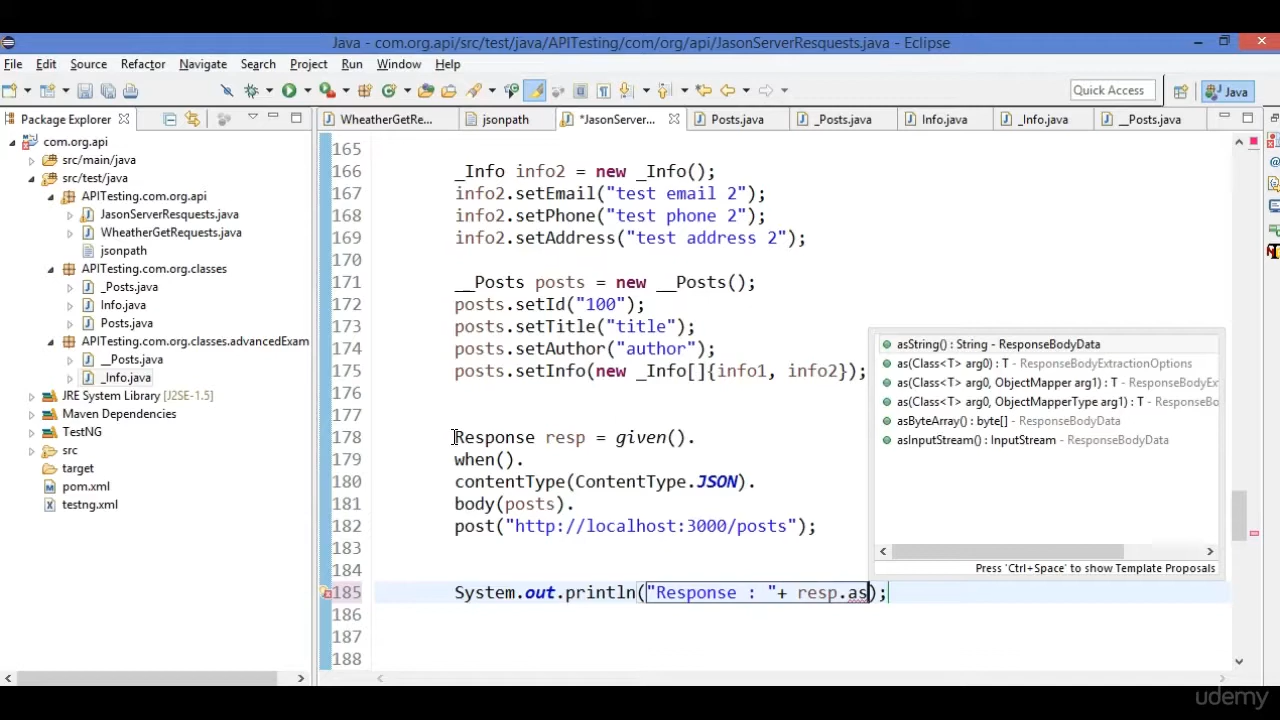 Java - com.org.api/src/test/java/APITesting/com/org/api/JasonServerResquests.java - Eclipse
File Edit Source Refactor Navigate Search Project Run Window Help
Quick Access
Java
Package Explorer
WheatherGetRe...
jsonpath
*JasonServer...
Posts.java
_Posts.java
Info.java
_Info.java
__Posts.java
com.org.api
src/main/java
src/test/java
APITesting.com.org.api
JasonServerResquests.java
WheatherGetRequests.java
jsonpath
APITesting.com.org.classes
_Posts.java
Info.java
Posts.java
APITesting.com.org.classes.advancedExam
__Posts.java
_Info.java
JRE System Library [J2SE-1.5]
Maven Dependencies
TestNG
src
target
pom.xml
testng.xml
165
166 _Info info2 = new _Info();
167 info2.setEmail("test email 2");
168 info2.setPhone("test phone 2");
169 info2.setAddress("test address 2");
170
171 __Posts posts = new __Posts();
172 posts.setId("100");
173 posts.setTitle("title");
174 posts.setAuthor("author");
175 posts.setInfo(new _Info[]{info1, info2});
176
177
178 Response resp = given().
179 when().
180 contentType(ContentType.JSON).
181 body(posts).
182 post("http://localhost:3000/posts");
183
184
185 System.out.println("Response : "+ resp.as);
186
187
188
asString() : String - ResponseBodyData
as(Class<T> arg0) : T - ResponseBodyExtractionOptions
as(Class<T> arg0, ObjectMapper arg1) : T - ResponseBodyEx
as(Class<T> arg0, ObjectMapperType arg1) : T - ResponseBo
asByteArray() : byte[] - ResponseBodyData
asInputStream() : InputStream - ResponseBodyData
Press 'Ctrl+Space' to show Template Proposals
udemy